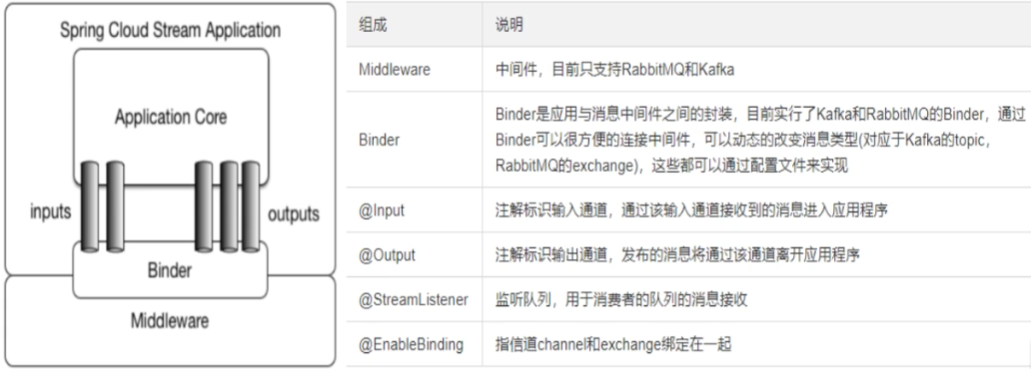 Spring Cloud Stream Application
Application Core
inputs
outputs
Binder
Middleware
组成 说明
Middleware 中间件，目前只支持RabbitMQ和Kafka
Binder Binder是应用与消息中间件之间的封装，目前实行了Kafka和RabbitMQ的Binder，通过
Binder可以很方便的连接中间件，可以动态的改变消息类型(对应于Kafka的topic，
RabbitMQ的exchange)，这些都可以通过配置文件来实现
@Input 注解标识输入通道，通过该输入通道接收到的消息进入应用程序
@Output 注解标识输出通道，发布的消息将通过该通道离开应用程序
@StreamListener 监听队列，用于消费者的队列的消息接收
@EnableBinding 指信道channel和exchange绑定在一起